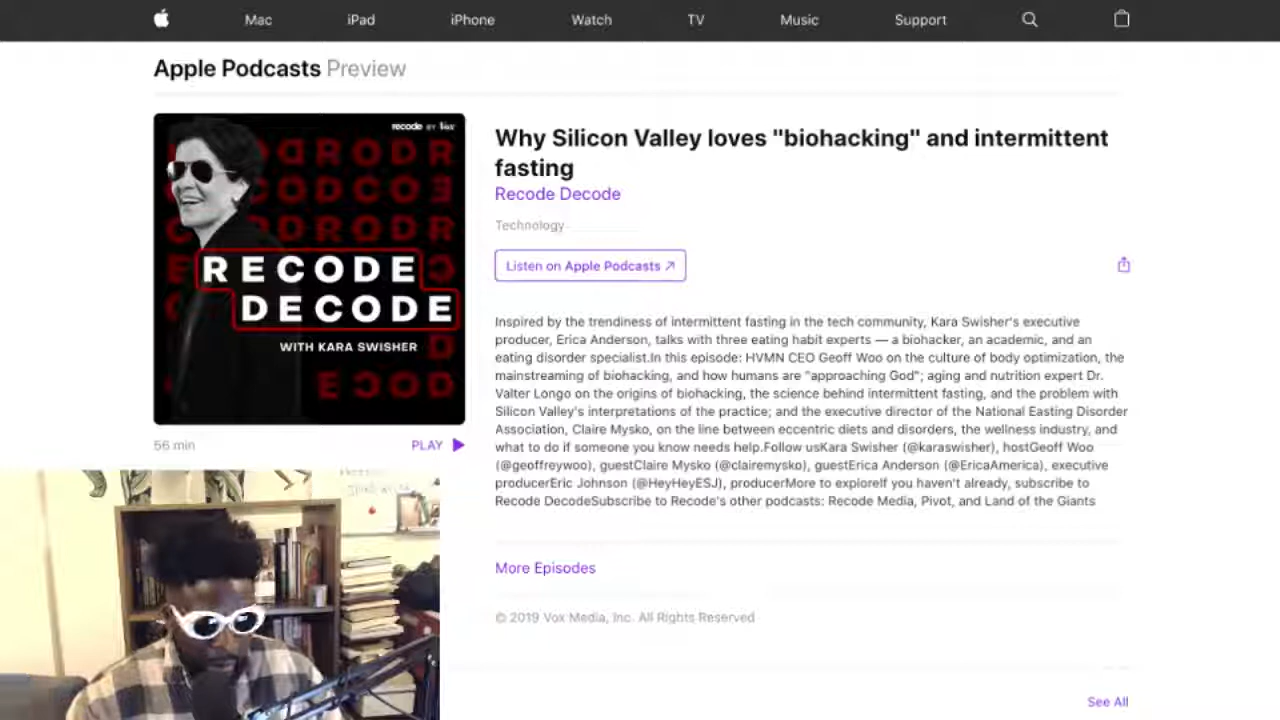 Mac iPad iPhone Watch TV Music Support
Apple Podcasts Preview
recode BY Vox
RECODE
DECODE
WITH KARA SWISHER
56 min
PLAY
Why Silicon Valley loves "biohacking" and intermittent
fasting
Recode Decode
Technology
Listen on Apple Podcasts ↗
Inspired by the trendiness of intermittent fasting in the tech community, Kara Swisher's executive
producer, Erica Anderson, talks with three eating habit experts — a biohacker, an academic, and an
eating disorder specialist.In this episode: HVMN CEO Geoff Woo on the culture of body optimization, the
mainstreaming of biohacking, and how humans are "approaching God"; aging and nutrition expert Dr.
Valter Longo on the origins of biohacking, the science behind intermittent fasting, and the problem with
Silicon Valley's interpretations of the practice; and the executive director of the National Easting Disorder
Association, Claire Mysko, on the line between eccentric diets and disorders, the wellness industry, and
what to do if someone you know needs help.Follow usKara Swisher (@karaswisher), hostGeoff Woo
(@geoffreywoo), guestClaire Mysko (@clairemysko), guestErica Anderson (@EricaAmerica), executive
producerEric Johnson (@HeyHeyESJ), producerMore to exploreIf you haven't already, subscribe to
Recode DecodeSubscribe to Recode's other podcasts: Recode Media, Pivot, and Land of the Giants
More Episodes
© 2019 Vox Media, Inc. All Rights Reserved
See All